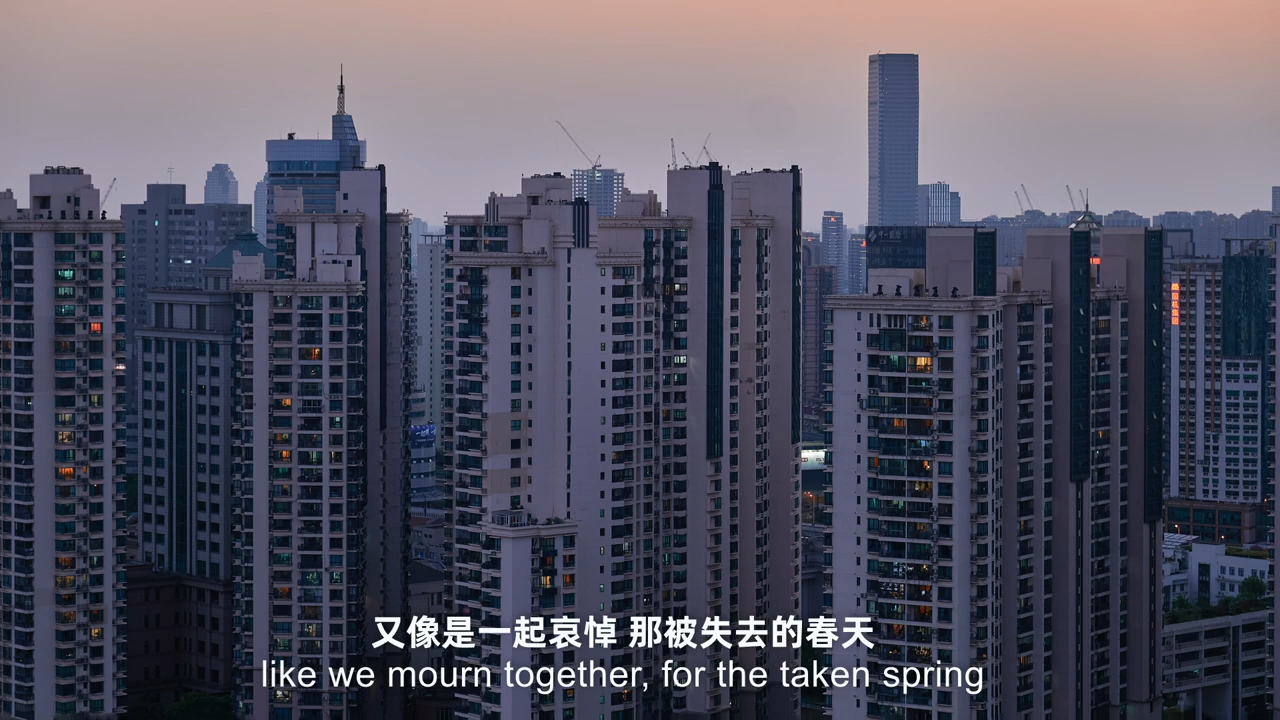 又像是一起哀悼 那被失去的春天
like we mourn together, for the taken spring